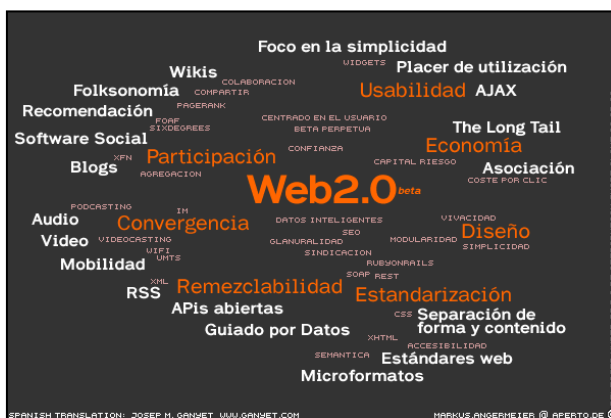 Foco en la simplicidad
WIDGETS
Placer de utilización
Wikis
COLABORACION
Folksonomía
COMPARTIR
Usabilidad
AJAX
PAGERANK
Recomendación
FOAF
CENTRADO EN EL USUARIO
SIXDEGREES
BETA PERPETUA
The Long Tail
Software Social
CONFIANZA
Economía
XFN
Participación
CAPITAL RIESGO
Blogs
AGREGACION
Asociación
COSTE POR CLIC
Web2.0 beta
PODCASTING
IM
Audio
Convergencia
DATOS INTELIGENTES
VIVACIDAD
SEO
Diseño
Video
VIDEOCASTING
GLANURALIDAD
MODULARIDAD
SIMPLICIDAD
WIFI
SINDICACION
UMTS
Mobilidad
RUBYONRAILS
SOAP
REST
XML
Remezclabilidad
RSS
Estandarización
APis abiertas
CSS
Separación de
forma y contenido
Guiado por Datos
XHTML
ACCESIBILIDAD
SEMANTICA
Estándares web
Microformatos
SPANISH TRANSLATION: JOSEP M. GANYET WWW.GANYET.COM
MARKUS.ANGERMEIER @ APERTO.DE